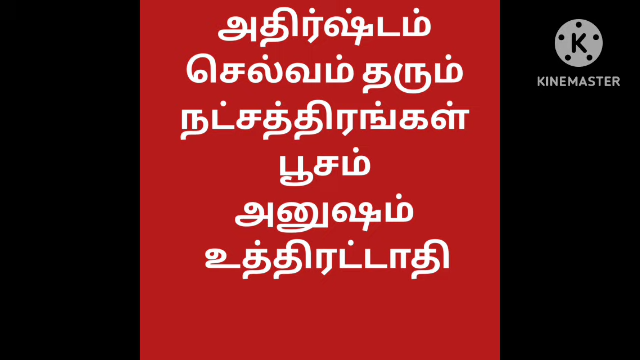 அதிர்ஷ்டம்
செல்வம் தரும்
நட்சத்திரங்கள்
பூசம்
அனுஷம்
உத்திரட்டாதி
KINEMASTER